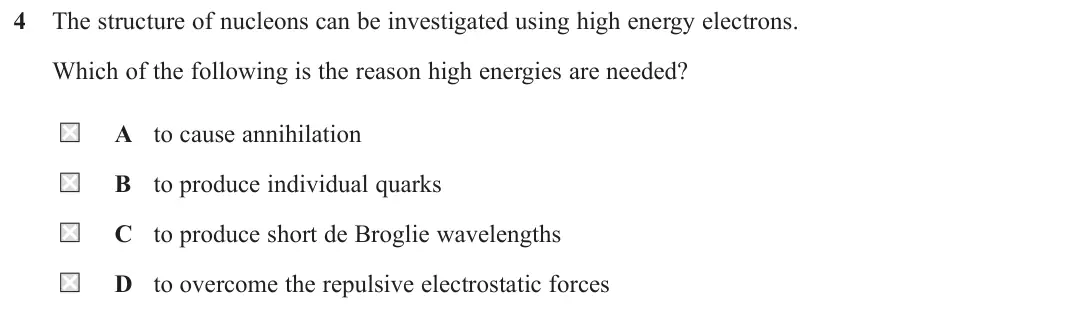 4 The structure of nucleons can be investigated using high energy electrons.
Which of the following is the reason high energies are needed?
A to cause annihilation
B to produce individual quarks
C to produce short de Broglie wavelengths
D to overcome the repulsive electrostatic forces